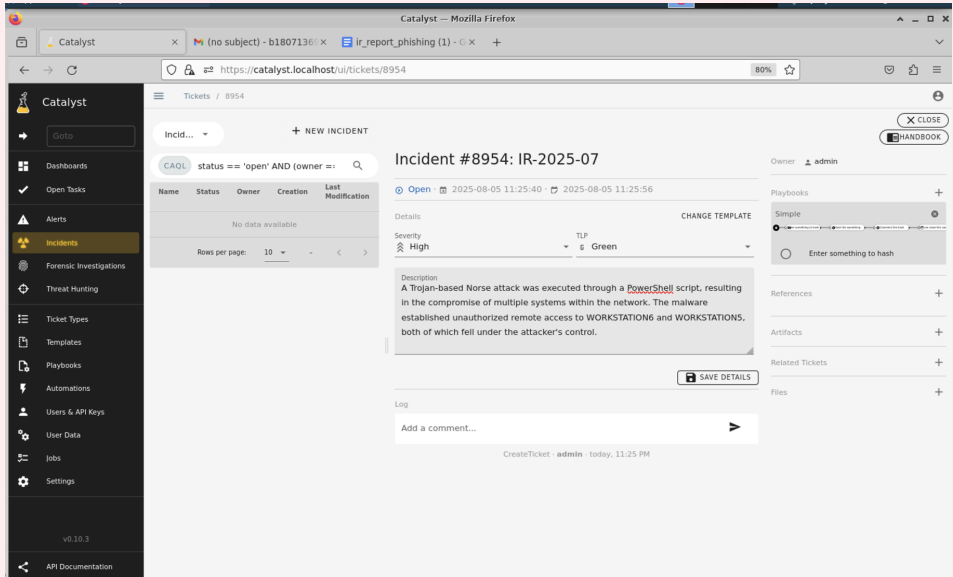 Catalyst — Mozilla Firefox
Catalyst
(no subject) - b1807136
ir_report_phishing (1) - G
https://catalyst.localhost/ui/tickets/8954
80%
Catalyst
Goto
Dashboards
Open Tasks
Alerts
Incidents
Forensic Investigations
Threat Hunting
Ticket Types
Templates
Playbooks
Automations
Users & API Keys
User Data
Jobs
Settings
v0.10.3
API Documentation
Tickets / 8954
Incid...
+ NEW INCIDENT
CAQL status == 'open' AND (owner =:
Name Status Owner Creation Last Modification
No data available
Rows per page: 10 -
Incident #8954: IR-2025-07
Open · 2025-08-05 11:25:40 · 2025-08-05 11:25:56
Details CHANGE TEMPLATE
Severity
High
TLP
Green
Description
A Trojan-based Norse attack was executed through a PowerShell script, resulting
in the compromise of multiple systems within the network. The malware
established unauthorized remote access to WORKSTATION6 and WORKSTATION5,
both of which fell under the attacker's control.
SAVE DETAILS
Log
Add a comment...
CreateTicket · admin · today, 11:25 PM
CLOSE
HANDBOOK
Owner admin
Playbooks
Simple
Enter something to hash
References
Artifacts
Related Tickets
Files